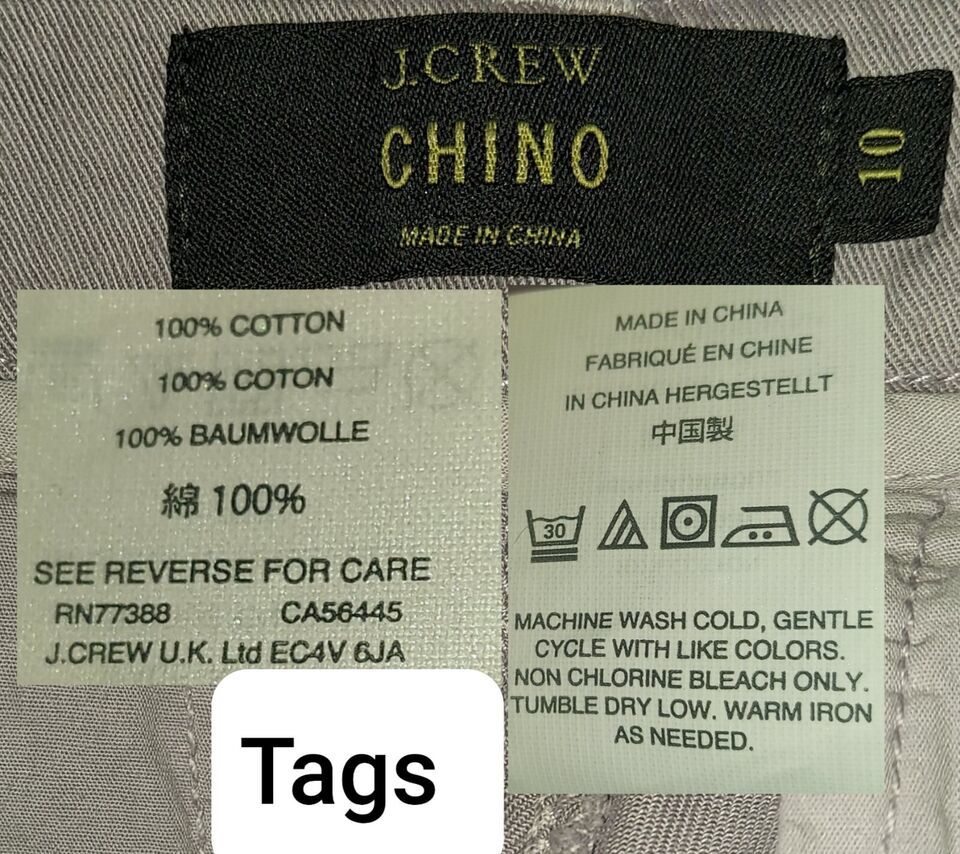 J.CREW
CHINO
MADE IN CHINA
10
100% COTTON
100% COTON
100% BAUMWOLLE
綿 100%
SEE REVERSE FOR CARE
RN77388 CA56445
J.CREW U.K. Ltd EC4V 6JA
MADE IN CHINA
FABRIQUÉ EN CHINE
IN CHINA HERGESTELLT
中国製
30
MACHINE WASH COLD, GENTLE
CYCLE WITH LIKE COLORS.
NON CHLORINE BLEACH ONLY.
TUMBLE DRY LOW. WARM IRON
AS NEEDED.
Tags